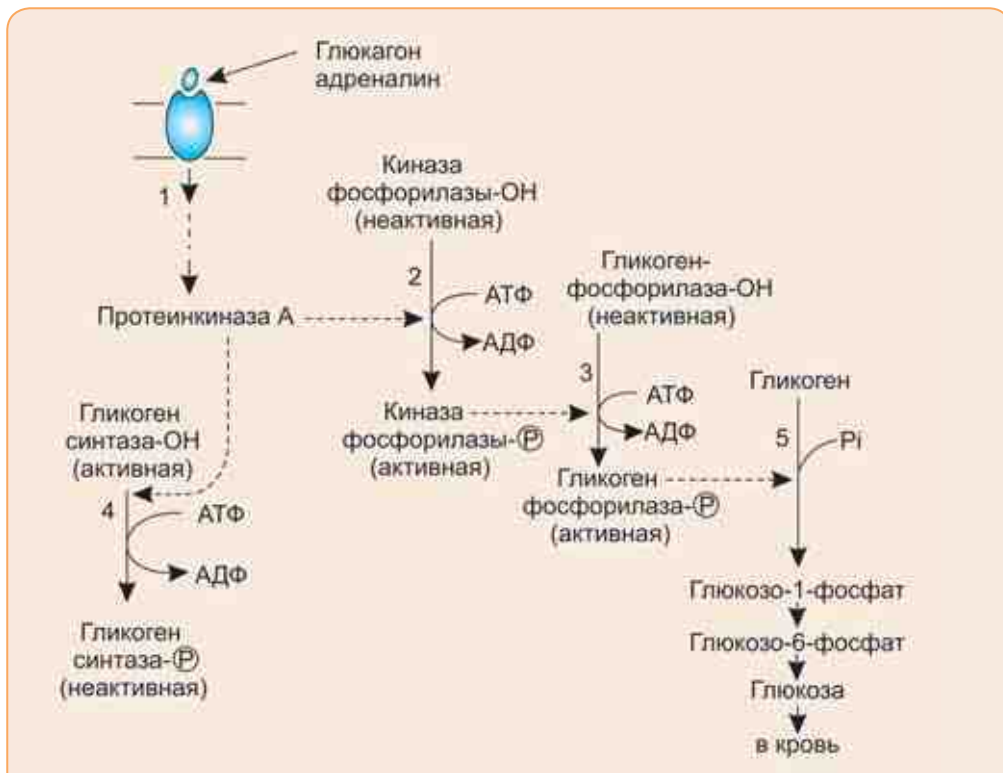 Глюкагон
адреналин
1
Киназа
фосфорилазы-ОН
(неактивная)
2
АТФ
АДФ
Протеинкиназа А
Гликоген-
фосфорилаза-ОН
(неактивная)
3
АТФ
АДФ
Киназа
фосфорилазы-Ⓟ
(активная)
Гликоген
5
Pi
Гликоген
фосфорилаза-Ⓟ
(активная)
Гликоген
синтаза-ОН
(активная)
4
АТФ
АДФ
Гликоген
синтаза-Ⓟ
(неактивная)
Глюкозо-1-фосфат
Глюкозо-6-фосфат
Глюкоза
в кровь